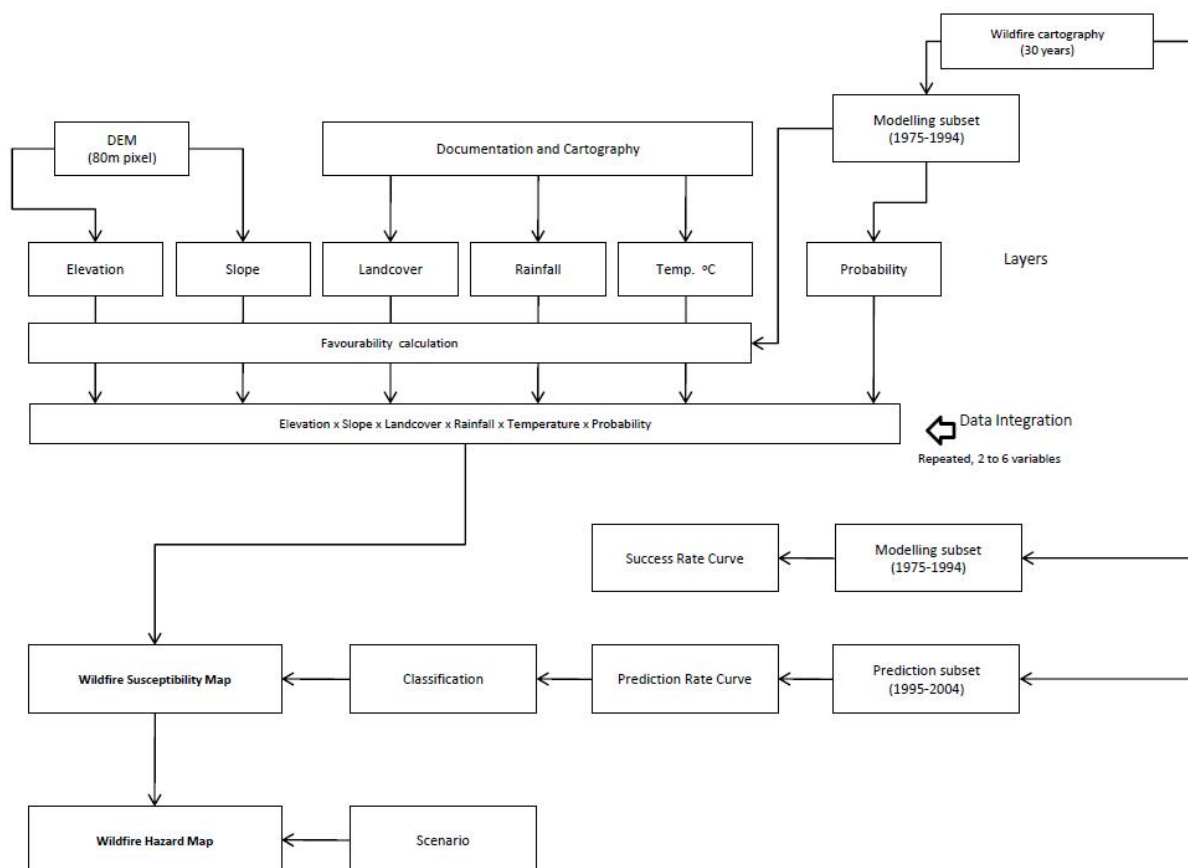 Wildfire cartography
(30 years)
Modelling subset
(1975-1994)
DEM
(80m pixel)
Documentation and Cartography
Elevation
Slope
Landcover
Rainfall
Temp. ºC
Probability
Layers
Favourability calculation
Elevation x Slope x Landcover x Rainfall x Temperature x Probability
Data Integration
Repeated, 2 to 6 variables
Success Rate Curve
Modelling subset
(1975-1994)
Wildfire Susceptibility Map
Classification
Prediction Rate Curve
Prediction subset
(1995-2004)
Wildfire Hazard Map
Scenario